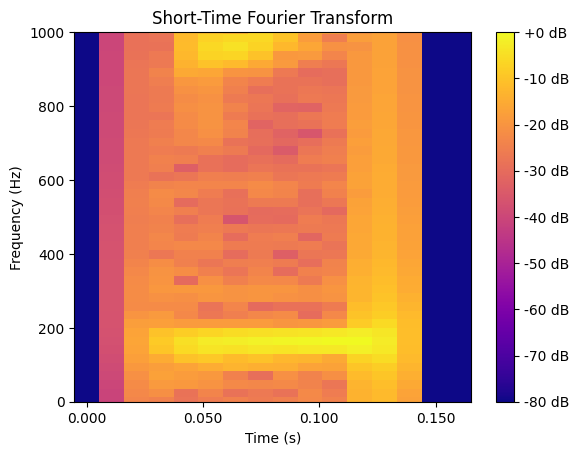 Short-Time Fourier Transform
1000
800
600
400
200
0
Frequency (Hz)
0.000
0.050
0.100
0.150
Time (s)
+0 dB
-10 dB
-20 dB
-30 dB
-40 dB
-50 dB
-60 dB
-70 dB
-80 dB